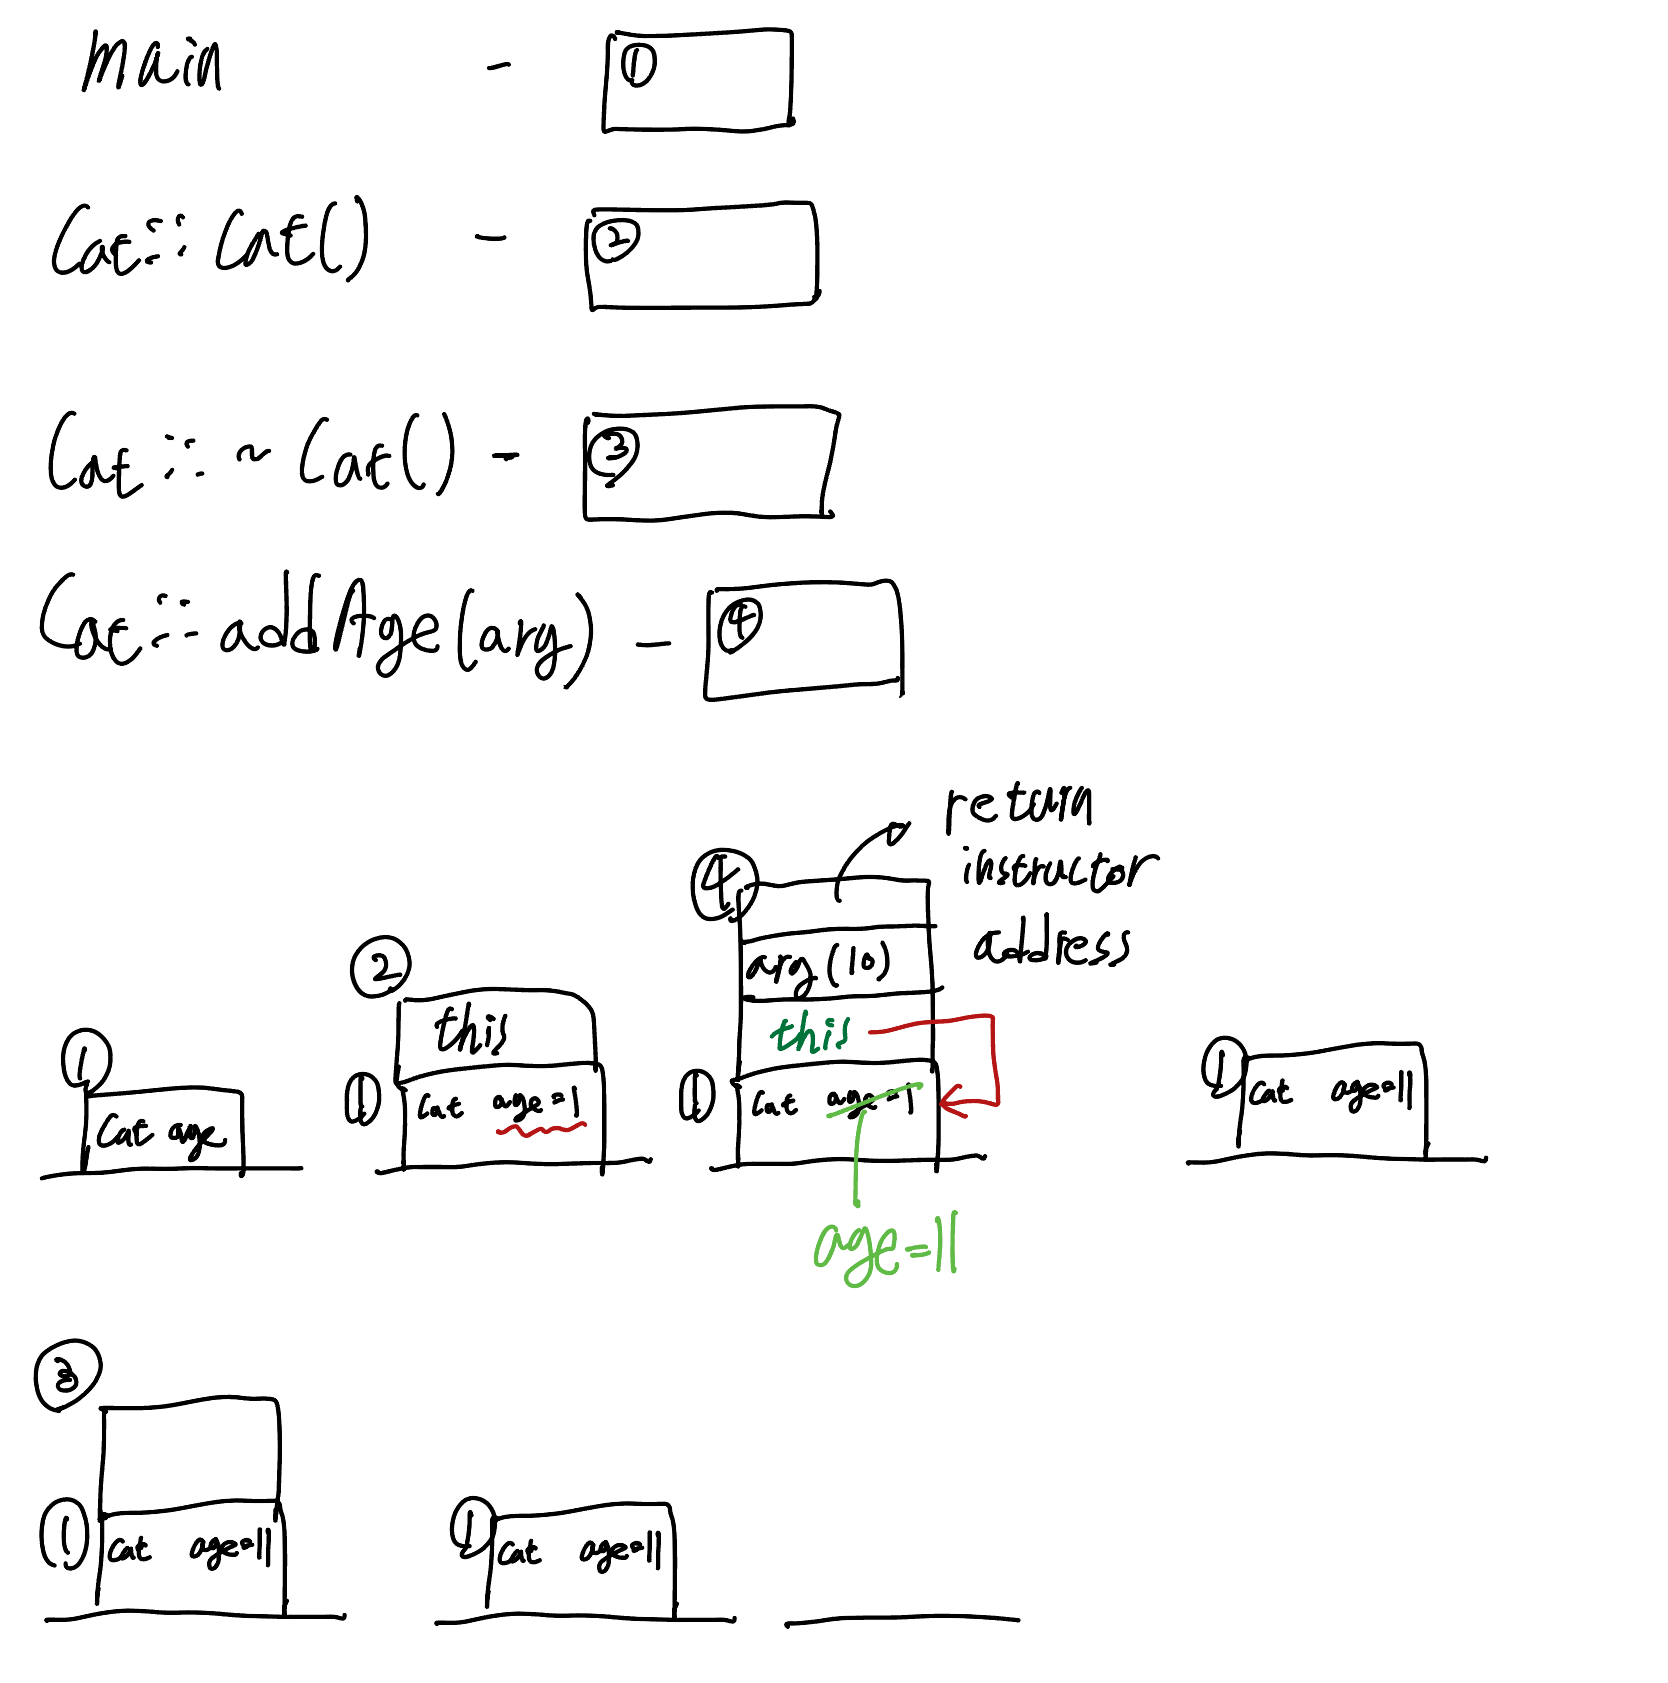 main - ①
Cat::Cat() - ②
Cat::~Cat() - ③
Cat::addAge(arg) - ④
return
instructor
address
④
arg(10)
this
① Cat age=1
age=11
②
this
① Cat age=1
①
Cat age
① Cat age=11
③
① Cat age=11
① Cat age=11